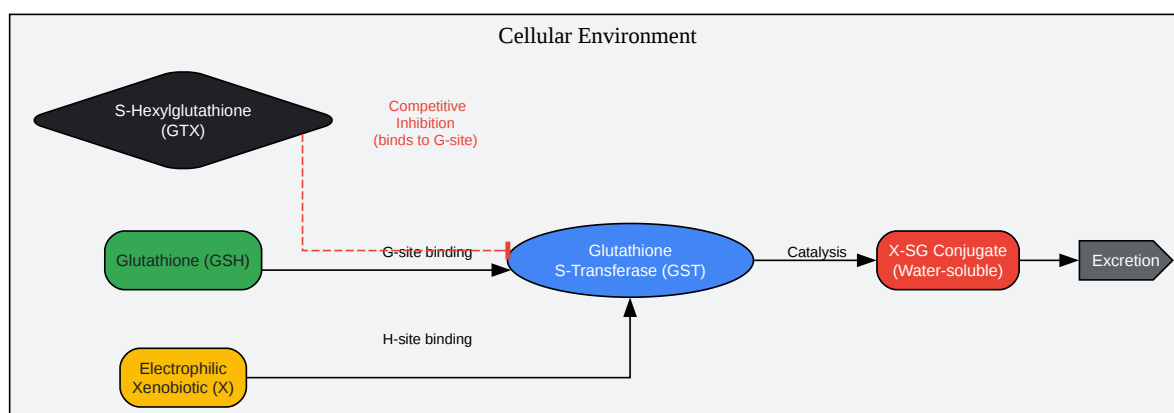 Cellular Environment
S-Hexylglutathione
(GTX)
Competitive
Inhibition
(binds to G-site)
Glutathione (GSH)
G-site binding
Glutathione
S-Transferase (GST)
Catalysis
X-SG Conjugate
(Water-soluble)
Excretion
H-site binding
Electrophilic
Xenobiotic (X)